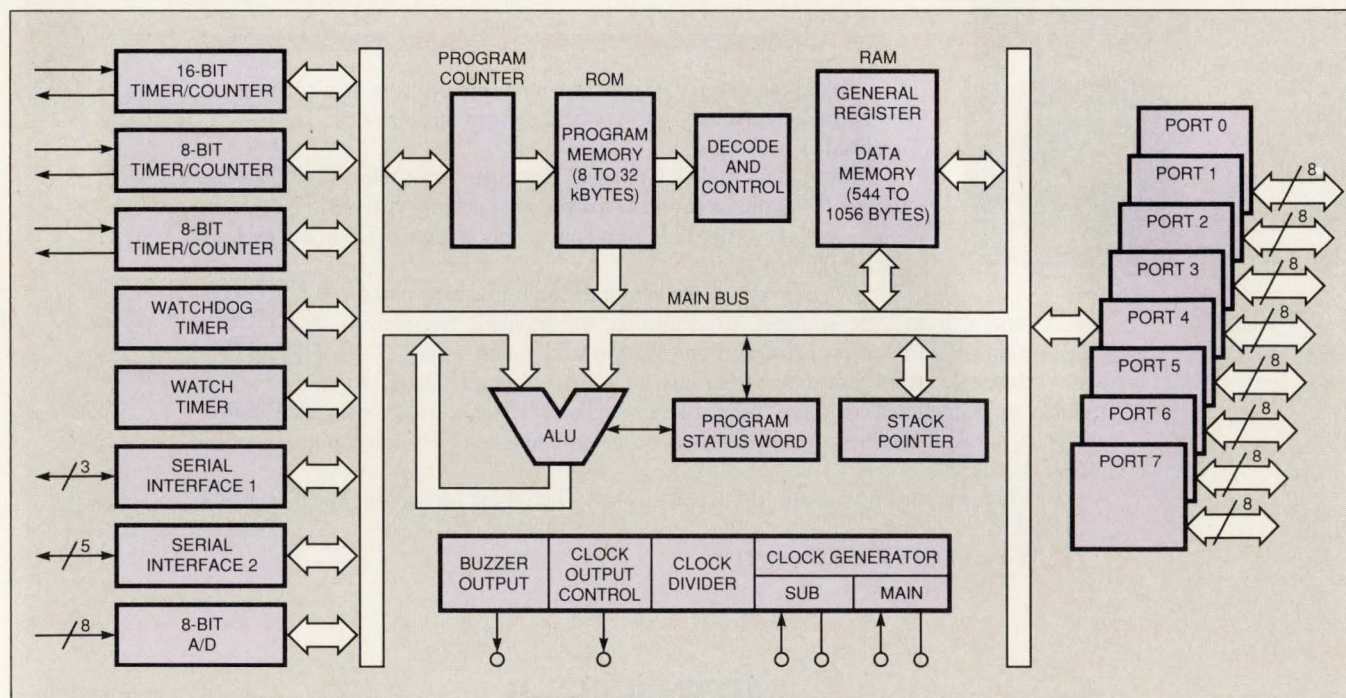 16-BIT
TIMER/COUNTER
8-BIT
TIMER/COUNTER
8-BIT
TIMER/COUNTER
WATCHDOG
TIMER
WATCH
TIMER
3
SERIAL
INTERFACE 1
5
SERIAL
INTERFACE 2
8
8-BIT
A/D
PROGRAM
COUNTER
ROM
PROGRAM
MEMORY
(8 TO 32
kBYTES)
DECODE
AND
CONTROL
RAM
GENERAL
REGISTER
DATA
MEMORY
(544 TO
1056 BYTES)
MAIN BUS
ALU
PROGRAM
STATUS WORD
STACK
POINTER
BUZZER
OUTPUT
CLOCK
OUTPUT
CONTROL
CLOCK
DIVIDER
CLOCK GENERATOR
SUB
MAIN
PORT 0
PORT 1
8
PORT 2
8
PORT 3
8
PORT 4
8
PORT 5
8
PORT 6
8
PORT 7
8
8